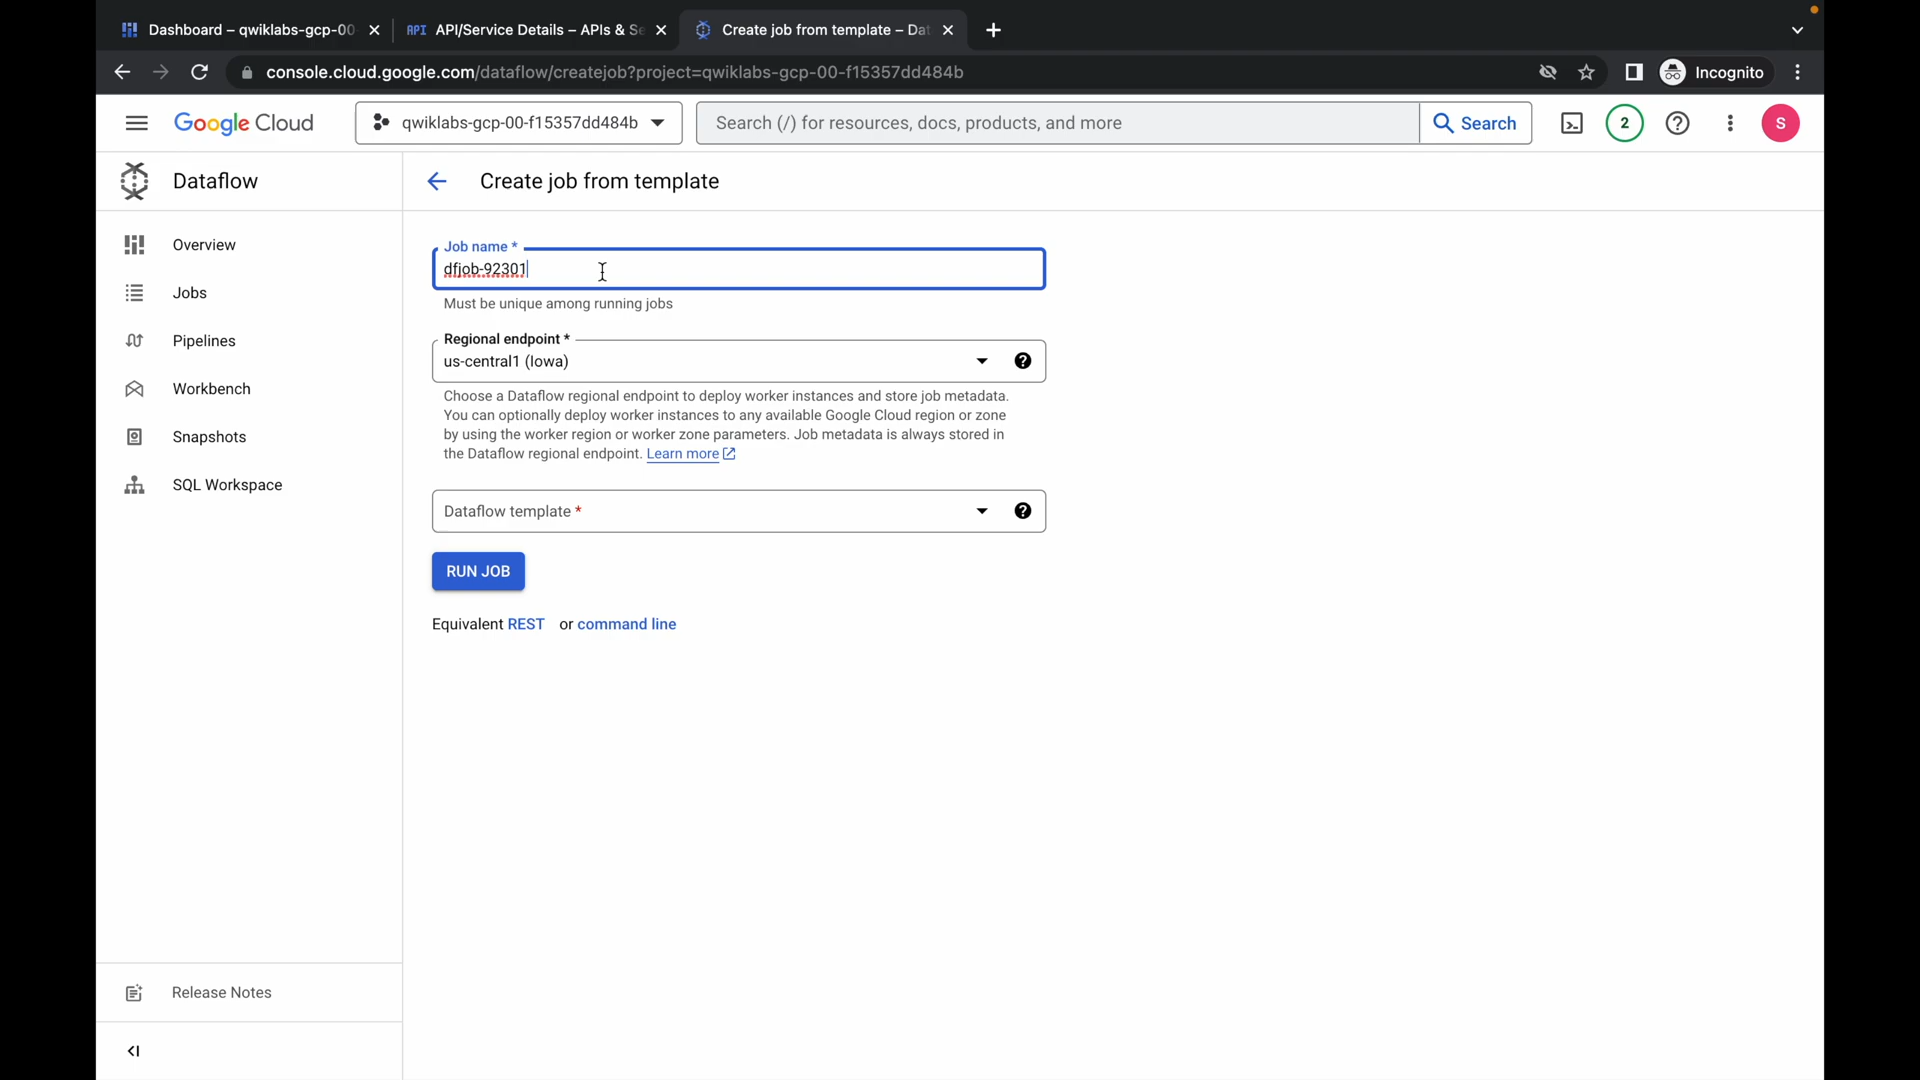 Dashboard – qwiklabs-gcp-00
API API/Service Details – APIs & Se
Create job from template – Dat
console.cloud.google.com/dataflow/createjob?project=qwiklabs-gcp-00-f15357dd484b
Incognito
Google Cloud
qwiklabs-gcp-00-f15357dd484b
Search (/) for resources, docs, products, and more
Search
2
S
Dataflow
Create job from template
Overview
Jobs
Pipelines
Workbench
Snapshots
SQL Workspace
Job name *
dfjob-92301
Must be unique among running jobs
Regional endpoint *
us-central1 (Iowa)
Choose a Dataflow regional endpoint to deploy worker instances and store job metadata.
You can optionally deploy worker instances to any available Google Cloud region or zone
by using the worker region or worker zone parameters. Job metadata is always stored in
the Dataflow regional endpoint. Learn more
Dataflow template *
RUN JOB
Equivalent REST or command line
Release Notes